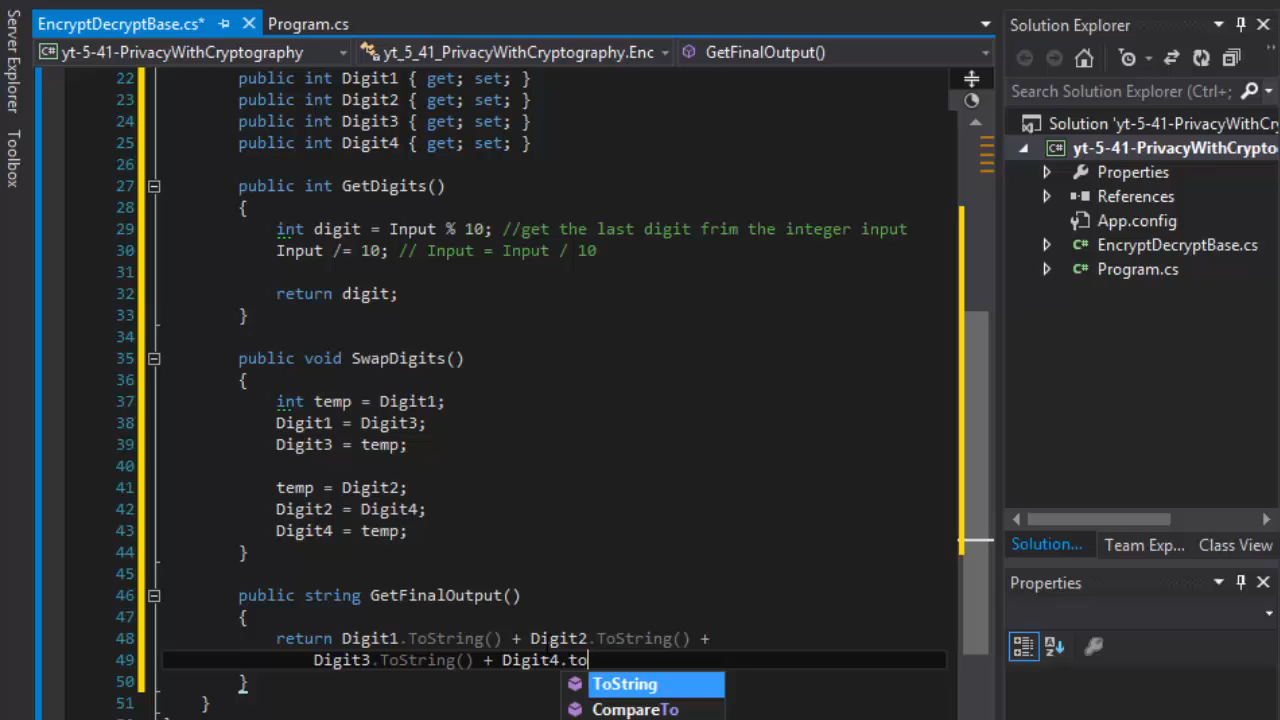 Server Explorer
Toolbox
EncryptDecryptBase.cs*
Program.cs
yt-5-41-PrivacyWithCryptography
yt_5_41_PrivacyWithCryptography.Enc
GetFinalOutput()
22 public int Digit1 { get; set; }
23 public int Digit2 { get; set; }
24 public int Digit3 { get; set; }
25 public int Digit4 { get; set; }
26
27 public int GetDigits()
28 {
29 int digit = Input % 10; //get the last digit frim the integer input
30 Input /= 10; // Input = Input / 10
31
32 return digit;
33 }
34
35 public void SwapDigits()
36 {
37 int temp = Digit1;
38 Digit1 = Digit3;
39 Digit3 = temp;
40
41 temp = Digit2;
42 Digit2 = Digit4;
43 Digit4 = temp;
44 }
45
46 public string GetFinalOutput()
47 {
48 return Digit1.ToString() + Digit2.ToString() +
49 Digit3.ToString() + Digit4.to
50 }
51 }
ToString
CompareTo
Solution Explorer
Search Solution Explorer (Ctrl+;
Solution 'yt-5-41-PrivacyWithCr
C# yt-5-41-PrivacyWithCrypto
Properties
References
App.config
C# EncryptDecryptBase.cs
C# Program.cs
Solution...
Team Exp...
Class View
Properties